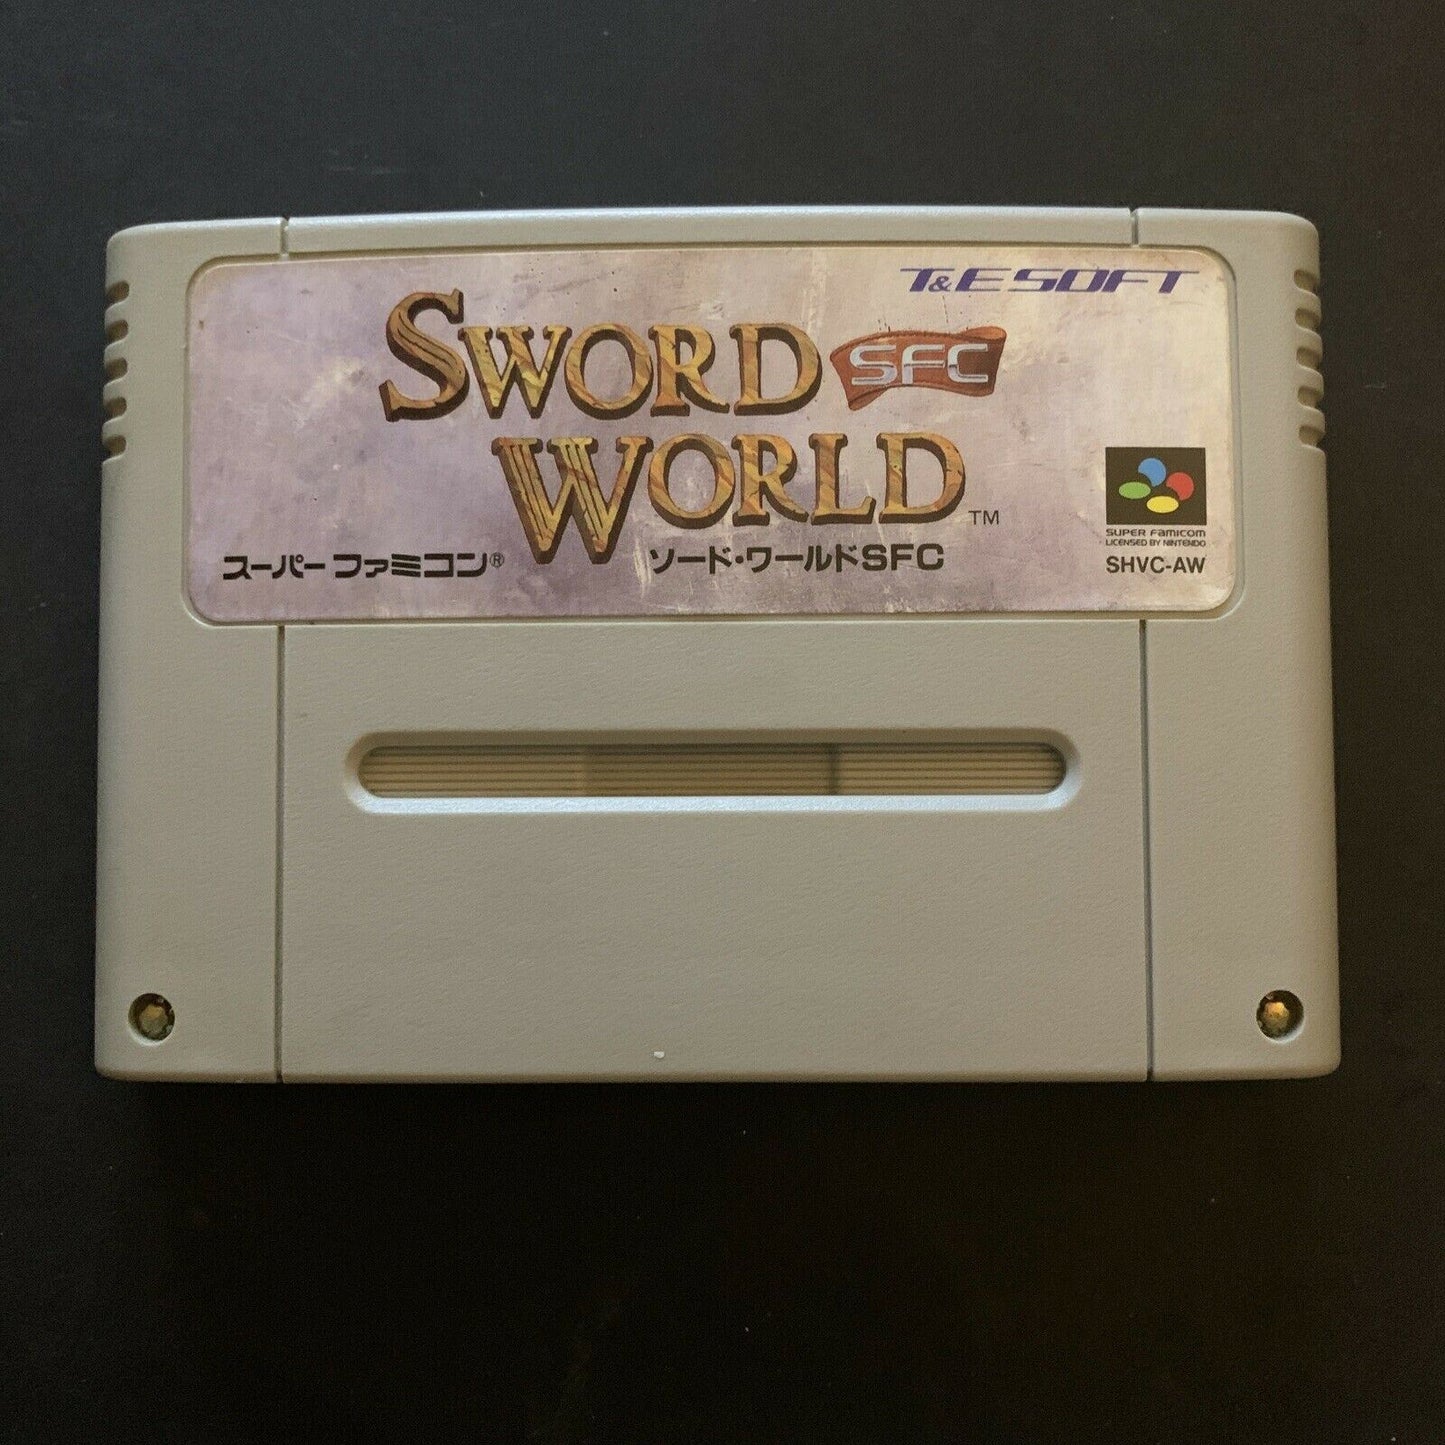 T&E SOFT
SWORD SFC
WORLD TM
スーパーファミコン®
ソード・ワールドSFC
SUPER FAMICOM
LICENSED BY NINTENDO
SHVC-AW